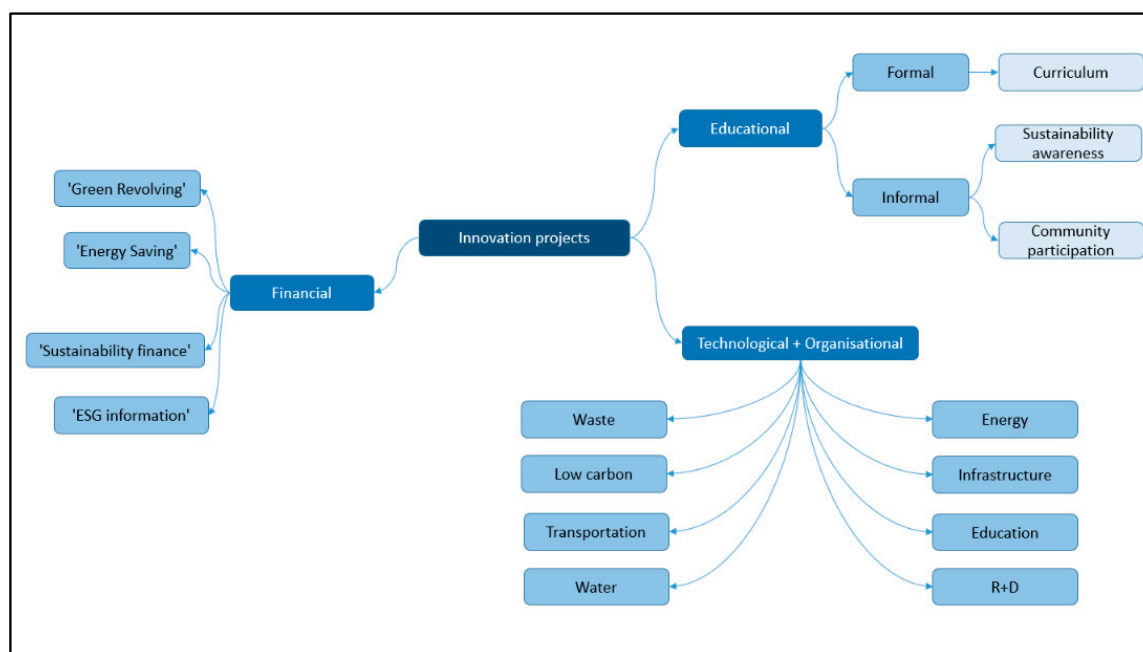 Formal
Curriculum
Educational
Sustainability
awareness
Informal
Community
participation
Innovation projects
'Green Revolving'
'Energy Saving'
Financial
'Sustainability finance'
'ESG information'
Technological + Organisational
Waste
Energy
Low carbon
Infrastructure
Transportation
Education
Water
R+D